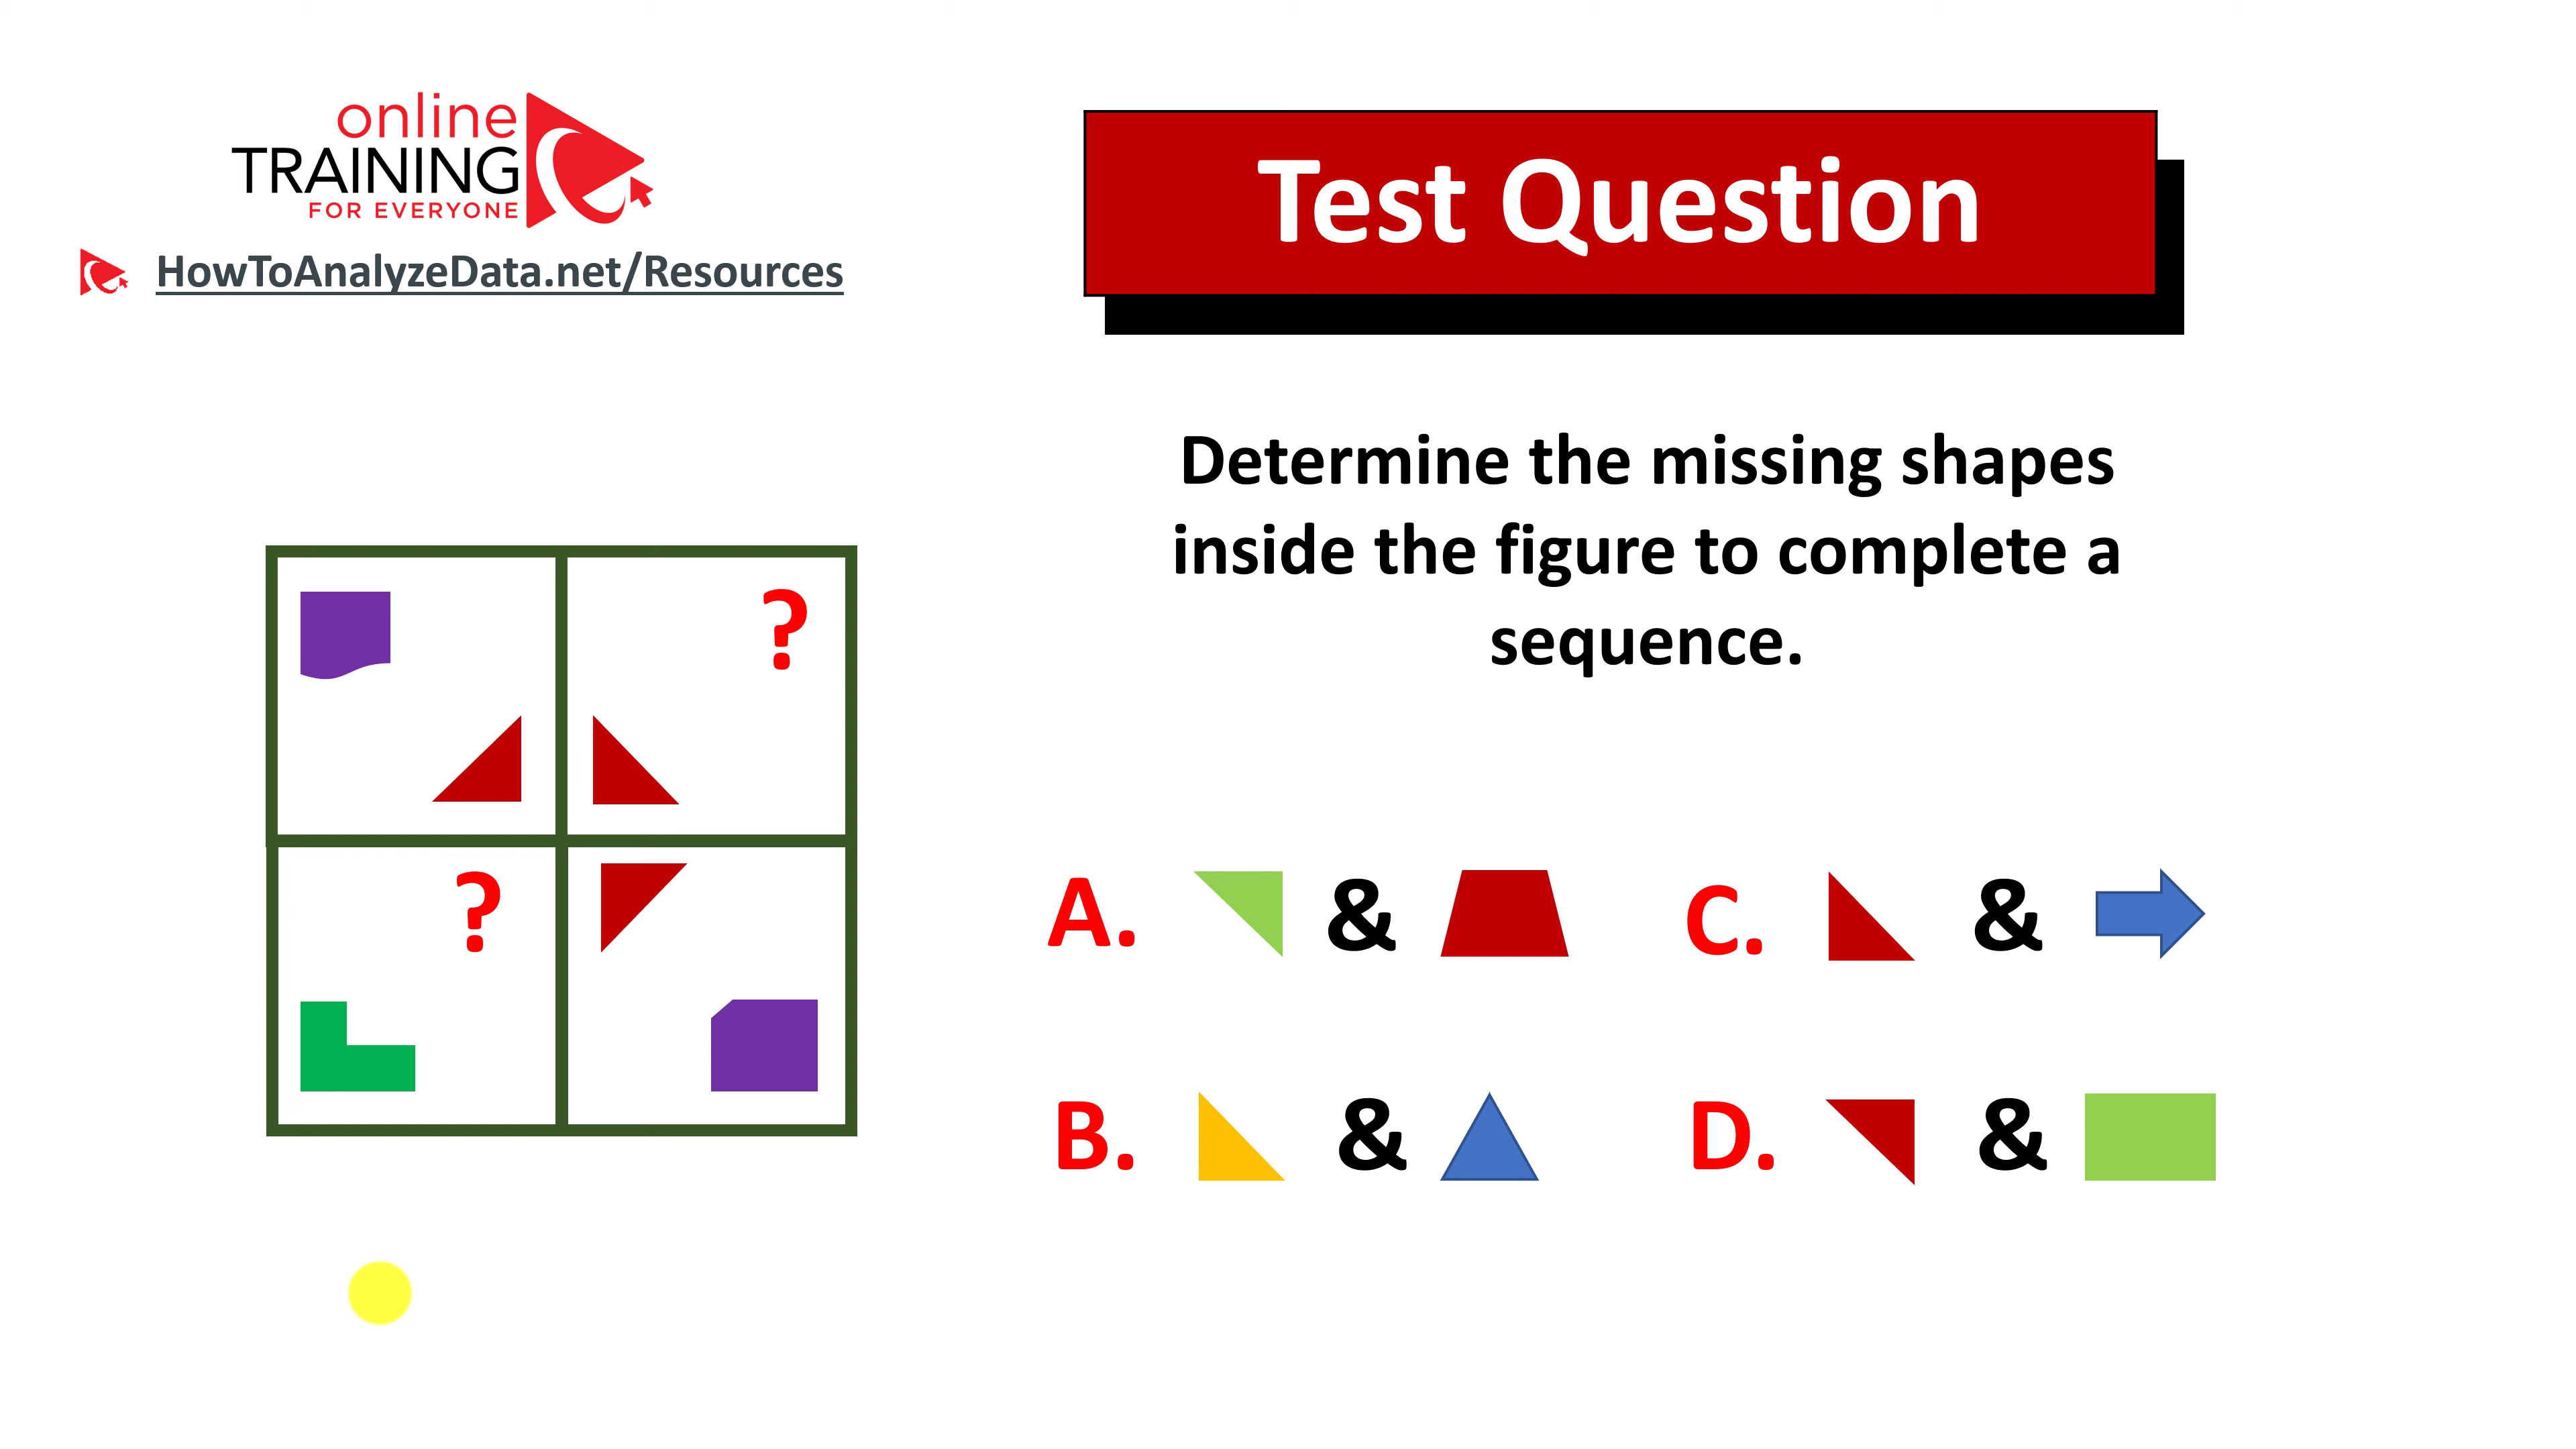 online
TRAINING
FOR EVERYONE
HowToAnalyzeData.net/Resources
Test Question
Determine the missing shapes
inside the figure to complete a
sequence.
?
?
A. &
C. &
B. &
D. &